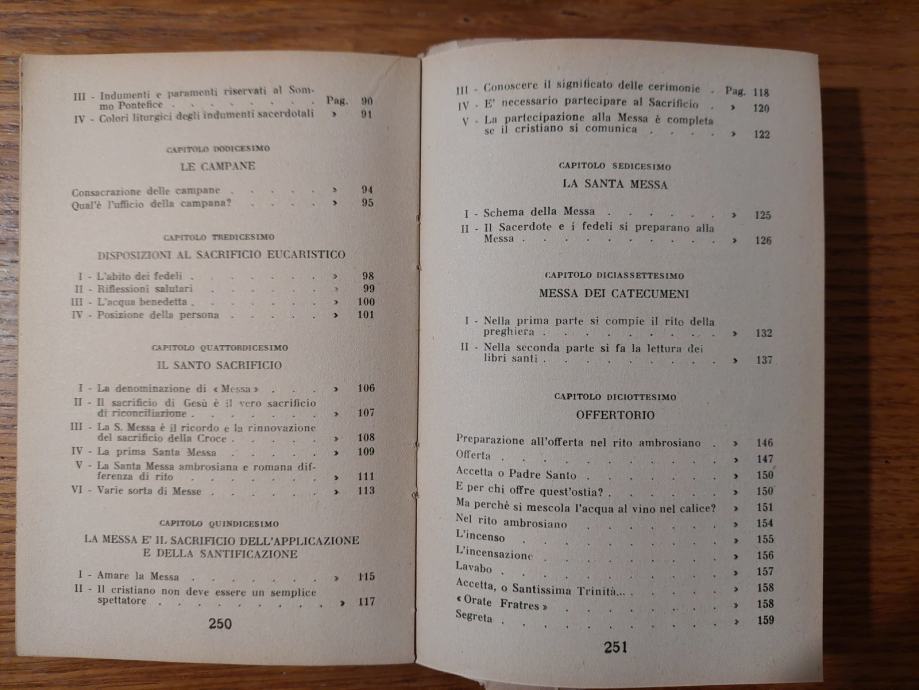 III - Indumenti e paramenti riservati al Som-
mo Pontefice . . . . . . . Pag. 90
IV - Colori liturgici degli indumenti sacerdotali » 91
CAPITOLO DODICESIMO
LE CAMPANE
Consacrazione delle campane . . . . . » 94
Qual'è l'ufficio della campana? . . . . » 95
CAPITOLO TREDICESIMO
DISPOSIZIONI AL SACRIFICIO EUCARISTICO
I - L'abito dei fedeli . . . . . . » 98
II - Riflessioni salutari . . . . . . » 99
III - L'acqua benedetta . . . . . . . » 100
IV - Posizione della persona . . . . . » 101
CAPITOLO QUATTORDICESIMO
IL SANTO SACRIFICIO
I - La denominazione di «Messa» . . . » 106
II - Il sacrificio di Gesù è il vero sacrificio
di riconciliazione . . . . . . . » 107
III - La S. Messa è il ricordo e la rinnovazione
del sacrificio della Croce . . . . . » 108
IV - La prima Santa Messa . . . . . » 109
V - La Santa Messa ambrosiana e romana dif-
ferenza di rito . . . . . . . » 111
VI - Varie sorta di Messe . . . . . . » 113
CAPITOLO QUINDICESIMO
LA MESSA E' IL SACRIFICIO DELL'APPLICAZIONE
E DELLA SANTIFICAZIONE
I - Amare la Messa . . . . . . . » 115
II - Il cristiano non deve essere un semplice
spettatore . . . . . . . . . » 117
250
III - Conoscere il significato delle cerimonie . Pag. 118
IV - E' necessario partecipare al Sacrificio . » 120
V - La partecipazione alla Messa è completa
se il cristiano si comunica . . . . » 122
CAPITOLO SEDICESIMO
LA SANTA MESSA
I - Schema della Messa . . . . . . » 125
II - Il Sacerdote e i fedeli si preparano alla
Messa . . . . . . . . . » 126
CAPITOLO DICIASSETTESIMO
MESSA DEI CATECUMENI
I - Nella prima parte si compie il rito della
preghiera . . . . . . . . » 132
II - Nella seconda parte si fa la lettura dei
libri santi . . . . . . . . » 137
CAPITOLO DICIOTTESIMO
OFFERTORIO
Preparazione all'offerta nel rito ambrosiano . » 146
Offerta . . . . . . . . . . » 147
Accetta o Padre Santo . . . . . . » 150
E per chi offre quest'ostia? . . . . . » 150
Ma perchè si mescola l'acqua al vino nel calice? » 151
Nel rito ambrosiano . . . . . . » 154
L'incenso . . . . . . . . . » 155
L'incensazione . . . . . . . . » 156
Lavabo . . . . . . . . . . » 157
Accetta, o Santissima Trinità... . . . . » 158
«Orate Fratres» . . . . . . . . » 158
Segreta . . . . . . . . . . » 159
251